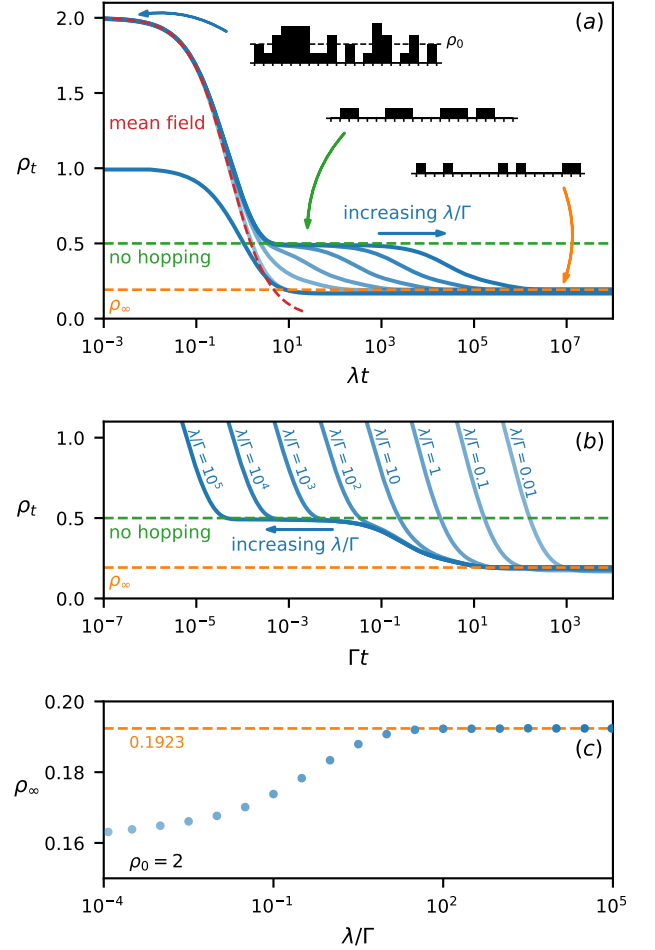 (a)
2.0
1.5
1.0
0.5
0.0
ρₜ
ρ₀
mean field
increasing λ/Γ
no hopping
ρ∞
10⁻³ 10⁻¹ 10¹ 10³ 10⁵ 10⁷
λt
(b)
1.0
0.5
0.0
ρₜ
λ/Γ = 10⁵
λ/Γ = 10⁴
λ/Γ = 10³
λ/Γ = 10²
λ/Γ = 10
λ/Γ = 1
λ/Γ = 0.1
λ/Γ = 0.01
no hopping
increasing λ/Γ
ρ∞
10⁻⁷ 10⁻⁵ 10⁻³ 10⁻¹ 10¹ 10³
Γt
0.20
0.18
0.16
ρ∞
0.1923
(c)
ρ₀ = 2
10⁻⁴ 10⁻¹ 10² 10⁵
λ/Γ